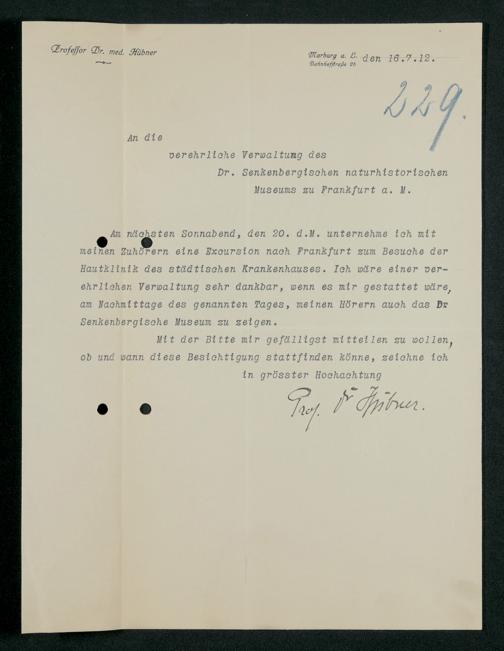 Professor Dr. med. Hübner
Marburg a. L. den 16.7.12.
Bahnhofstraße 25
229.
An die
verehrliche Verwaltung des
Dr. Senkenbergischen naturhistorischen
Museums zu Frankfurt a. M.
Am nächsten Sonnabend, den 20. d.M. unternehme ich mit
meinen Zuhörern eine Excursion nach Frankfurt zum Besuche der
Hautklinik des städtischen Krankenhauses. Ich wäre einer ver-
ehrlichen Verwaltung sehr dankbar, wenn es mir gestattet wäre,
am Nachmittage des genannten Tages, meinen Hörern auch das Dr
Senkenbergische Museum zu zeigen.
Mit der Bitte mir gefälligst mitteilen zu wollen,
ob und wann diese Besichtigung stattfinden könne, zeichne ich
in grösster Hochachtung
Prof. Dr Hübner.